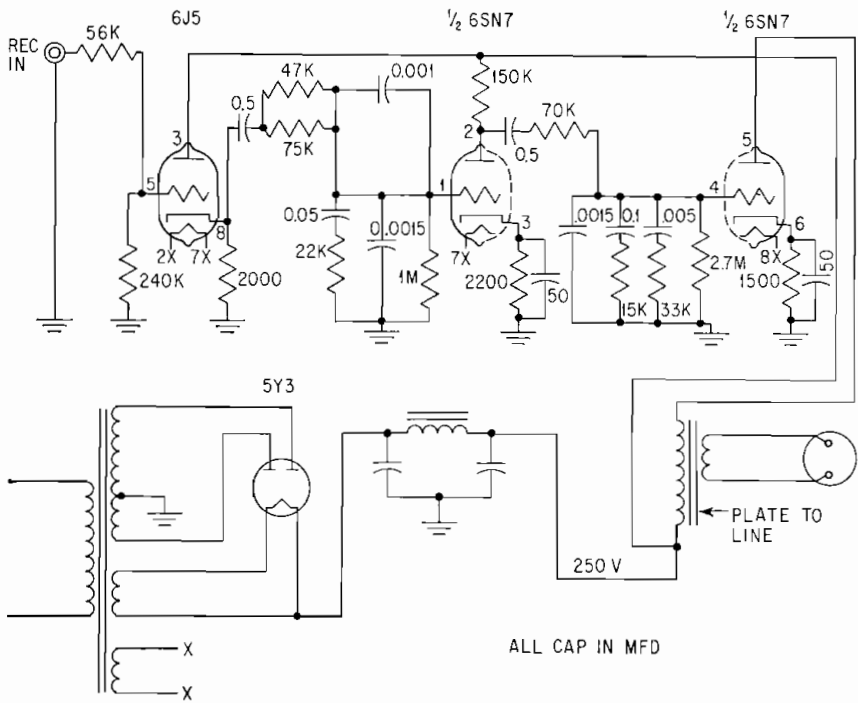 6J5
½ 6SN7
½ 6SN7
REC
IN
56K
47K
0.001
150K
70K
0.5
75K
0.5
3
2
5
5
1
4
8
3
6
2X
7X
7X
8X
240K
2000
0.05
22K
0.0015
1M
2200
50
.0015
0.1
.005
15K
33K
2.7M
1500
50
5Y3
250 V
PLATE TO
LINE
X
X
ALL CAP IN MFD